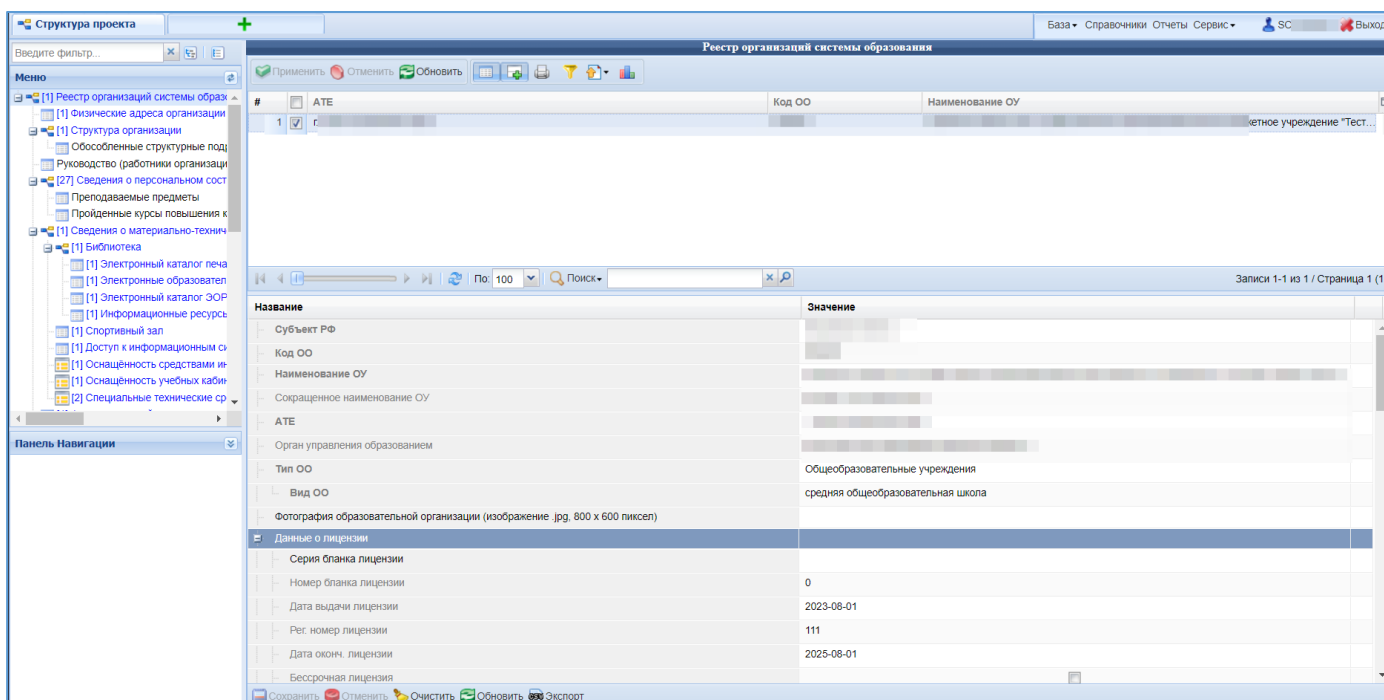 Структура проекта
База Справочники Отчеты Сервис SC Выход
Введите фильтр...
Реестр организаций системы образования
Меню
Применить Отменить Обновить
[1] Реестр организаций системы образо
[1] Физические адреса организации
[1] Структура организации
Обособленные структурные под
Руководство (работники организаци
[27] Сведения о персональном сост
Преподаваемые предметы
Пройденные курсы повышения к
[1] Сведения о материально-технич
[1] Библиотека
[1] Электронный каталог печа
[1] Электронные образовател
[1] Электронный каталог ЭОР
[1] Информационные ресурсь
[1] Спортивный зал
[1] Доступ к информационным си
[1] Оснащённость средствами ин
[1] Оснащённость учебных кабин
[2] Специальные технические ср
Панель Навигации
# АТЕ Код ОО Наименование ОУ
1 кетное учреждение "Тест...
По: 100 Поиск Записи 1-1 из 1 / Страница 1 (1
Название Значение
Субъект РФ
Код ОО
Наименование ОУ
Сокращенное наименование ОУ
АТЕ
Орган управления образованием
Тип ОО Общеобразовательные учреждения
Вид ОО средняя общеобразовательная школа
Фотография образовательной организации (изображение .jpg, 800 x 600 пиксел)
Данные о лицензии
Серия бланка лицензии
Номер бланка лицензии 0
Дата выдачи лицензии 2023-08-01
Рег. номер лицензии 111
Дата оконч. лицензии 2025-08-01
Бессрочная лицензия
Сохранить Отменить Очистить Обновить Экспорт